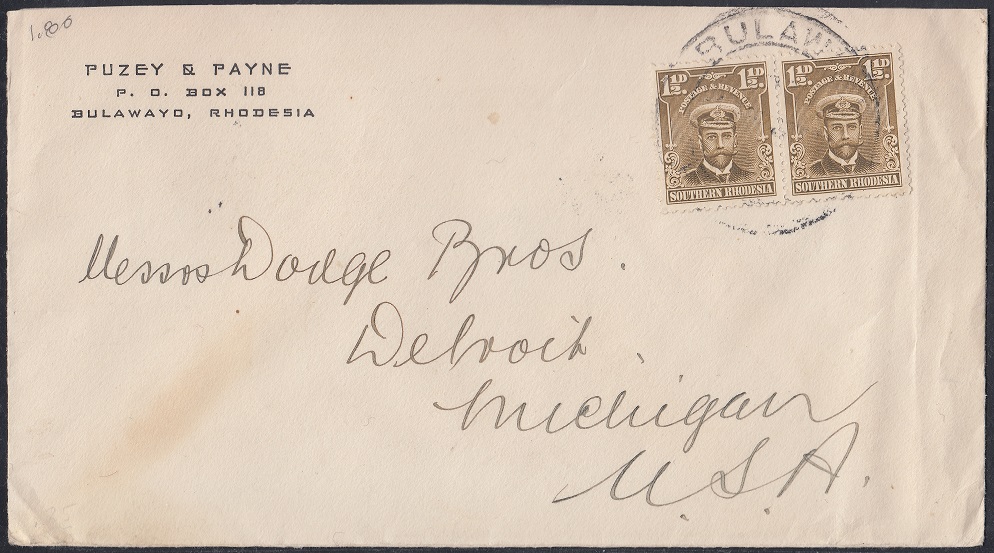 1.80
PUZEY & PAYNE
P. O. BOX 118
BULAWAYO, RHODESIA
BULAW
1½D. 1½D.
POSTAGE & REVENUE
SOUTHERN RHODESIA
1½D. 1½D.
POSTAGE & REVENUE
SOUTHERN RHODESIA
Messrs Dodge Bros.
Detroit,
Michigan
U.S.A.